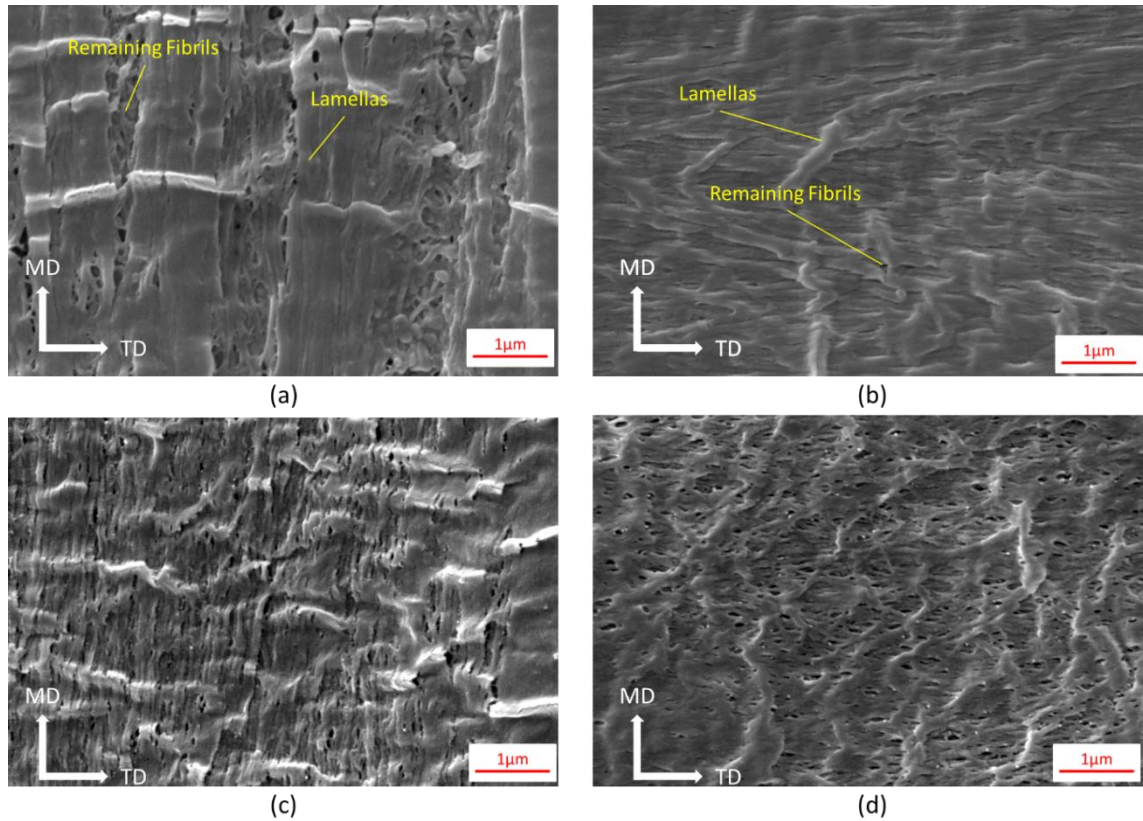 Remaining Fibrils
Lamellas
MD
TD
1μm
(a)
Lamellas
Remaining Fibrils
MD
TD
1μm
(b)
MD
TD
1μm
(c)
MD
TD
1μm
(d)